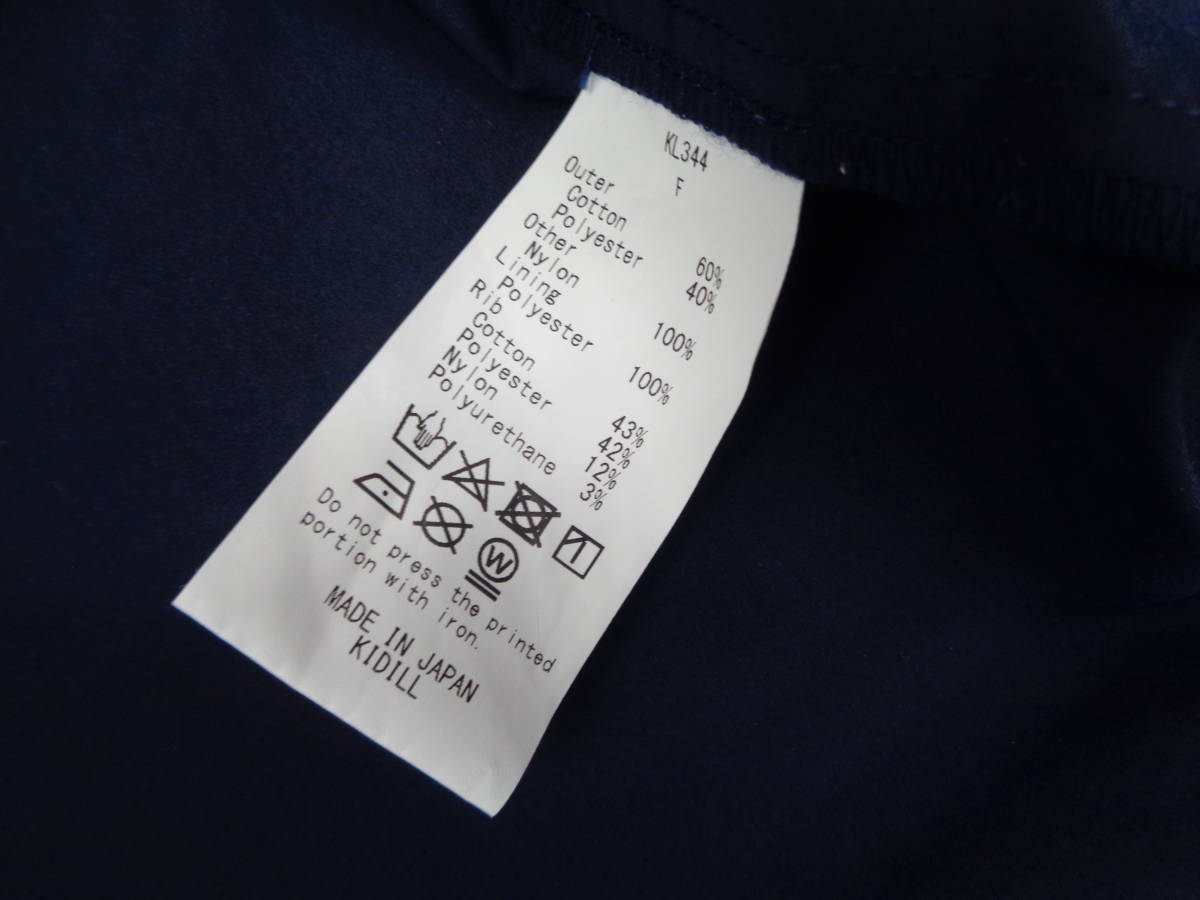 KL344
F
Outer
Cotton 60%
Polyester 40%
Other
Nylon 100%
Lining
Polyester 100%
Rib
Cotton 43%
Polyester 42%
Nylon 12%
Polyurethane 3%
W
Do not press the printed
portion with iron.
MADE IN JAPAN
KIDILL